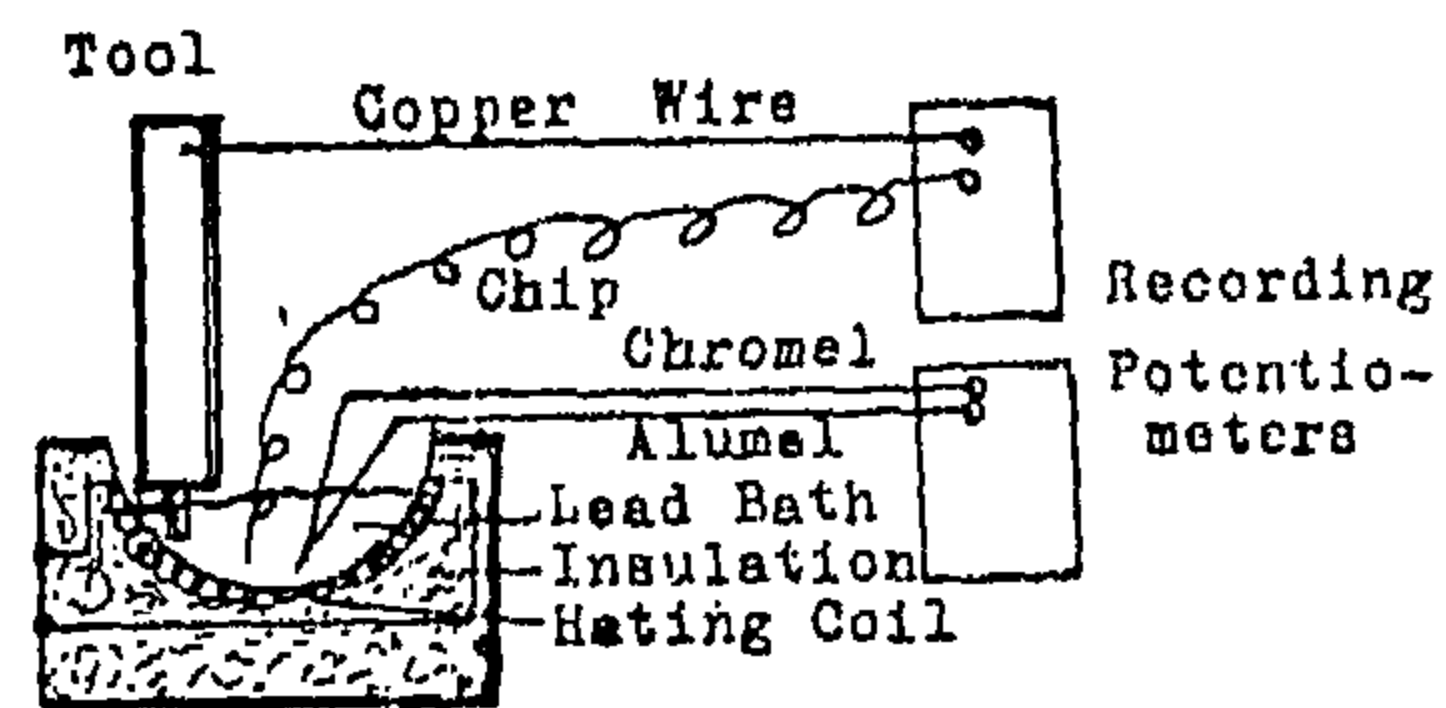 Tool
Copper Wire
Chip
Recording
Potentio-
meters
Chromel
Alumel
Lead Bath
Insulation
Hating Coil